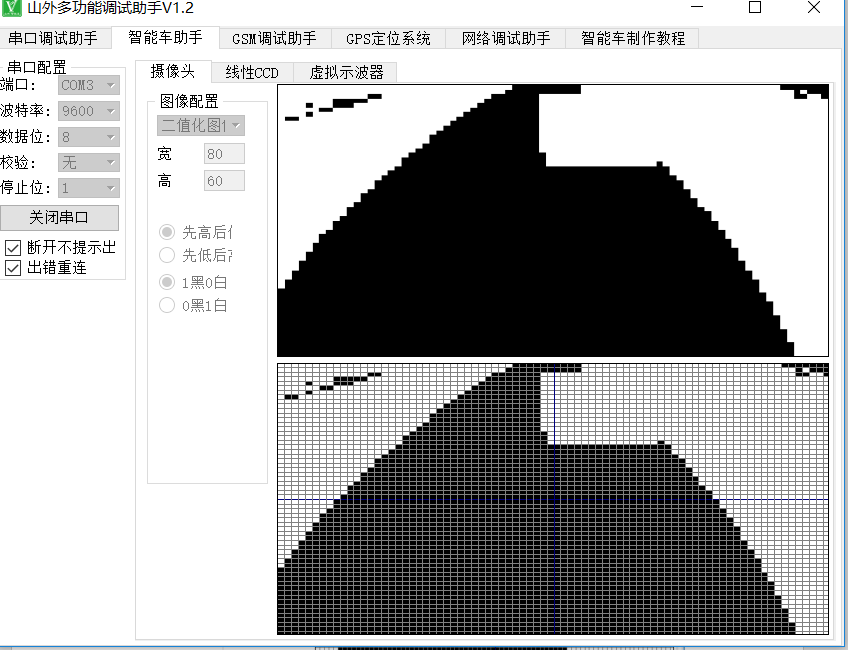 山外多功能调试助手V1.2
串口调试助手 智能车助手 GSM调试助手 GPS定位系统 网络调试助手 智能车制作教程
串口配置
端口： COM3
波特率： 9600
数据位： 8
校验： 无
停止位： 1
关闭串口
断开不提示出
出错重连
摄像头 线性CCD 虚拟示波器
图像配置
二值化图
宽 80
高 60
先高后
先低后
1黑0白
0黑1白